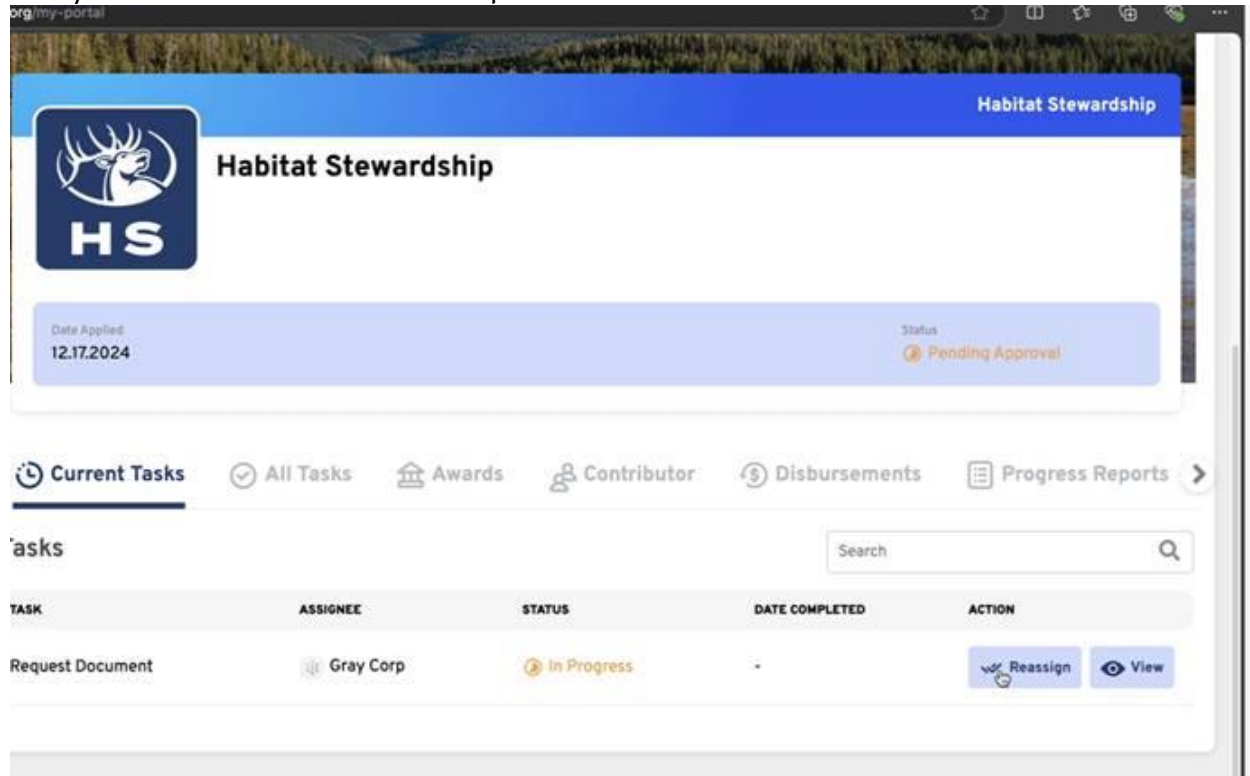 org/my-portal
Habitat Stewardship
Habitat Stewardship
HS
Date Applied
Status
12.17.2024
Pending Approval
Current Tasks All Tasks Awards Contributor Disbursements Progress Reports
asks
Search
TASK ASSIGNEE STATUS DATE COMPLETED ACTION
Request Document Gray Corp In Progress - Reassign View